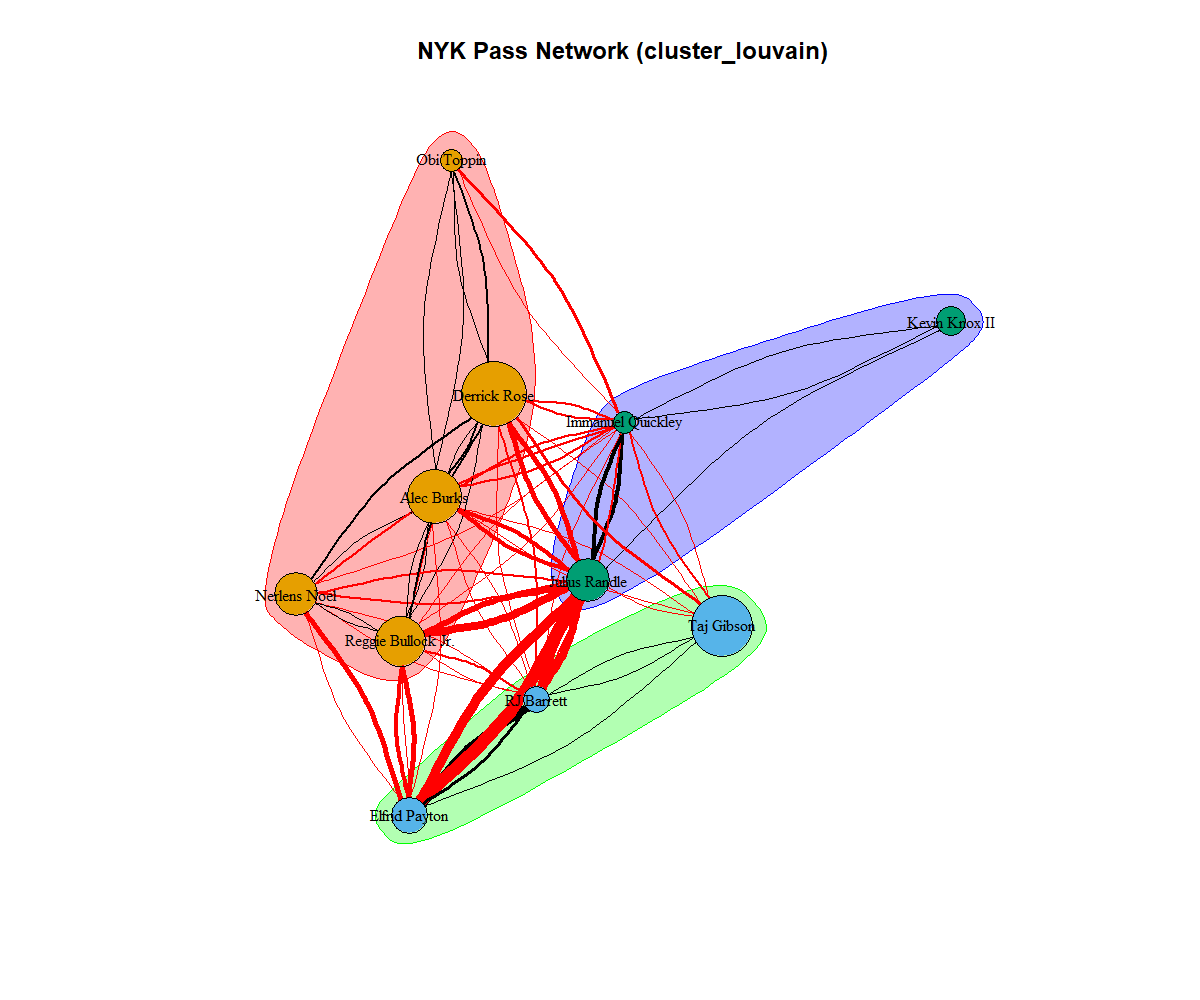 NYK Pass Network (cluster_louvain)
Obi Toppin
Kevin Knox II
Derrick Rose
Immanuel Quickley
Alec Burks
Julius Randle
Nerlens Noel
Taj Gibson
Reggie Bullock Jr.
RJ Barrett
Elfrid Payton